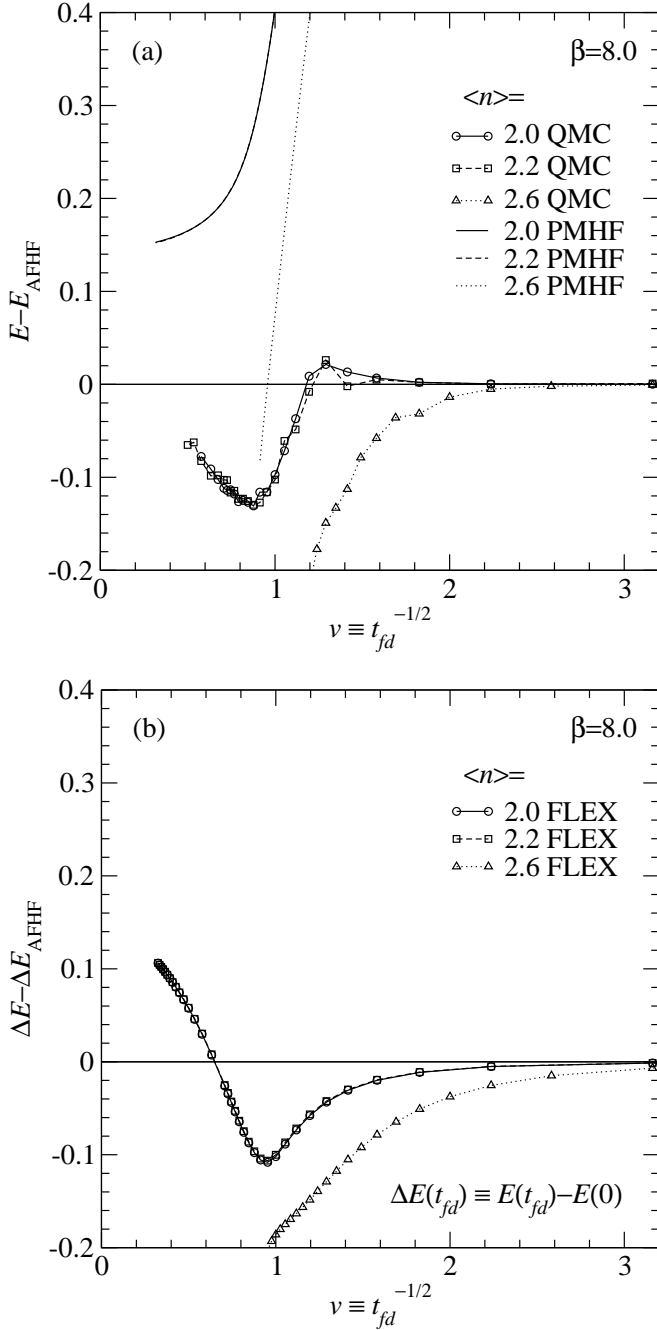 (a)
β=8.0
<n>=
2.0 QMC
2.2 QMC
2.6 QMC
2.0 PMHF
2.2 PMHF
2.6 PMHF
0.4
0.3
0.2
0.1
0
-0.1
-0.2
E−E_AFHF
0 1 2 3
v ≡ t_fd^−1/2
(b)
β=8.0
<n>=
2.0 FLEX
2.2 FLEX
2.6 FLEX
0.4
0.3
0.2
0.1
0
-0.1
-0.2
ΔE−ΔE_AFHF
ΔE(t_fd) ≡ E(t_fd)−E(0)
0 1 2 3
v ≡ t_fd^−1/2